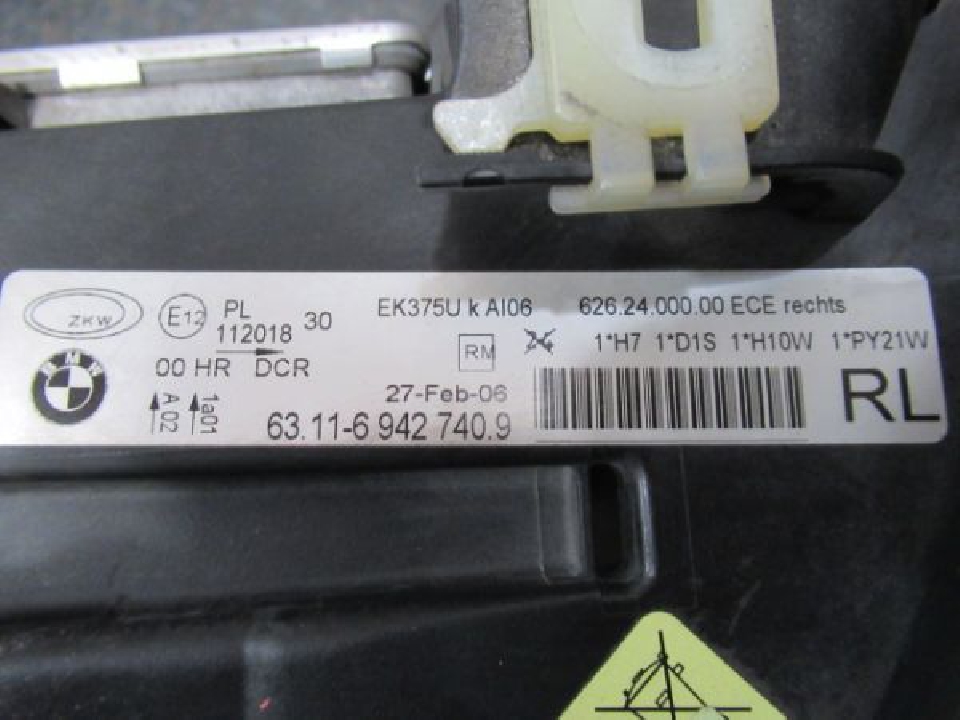 ZKW E12 PL 112018 30 EK375U k AI06 626.24.000.00 ECE rechts
RM 1*H7 1*D1S 1*H10W 1*PY21W
00 HR DCR
BMW 27-Feb-06 RL
A 02 1a01 63.11-6 942 740.9